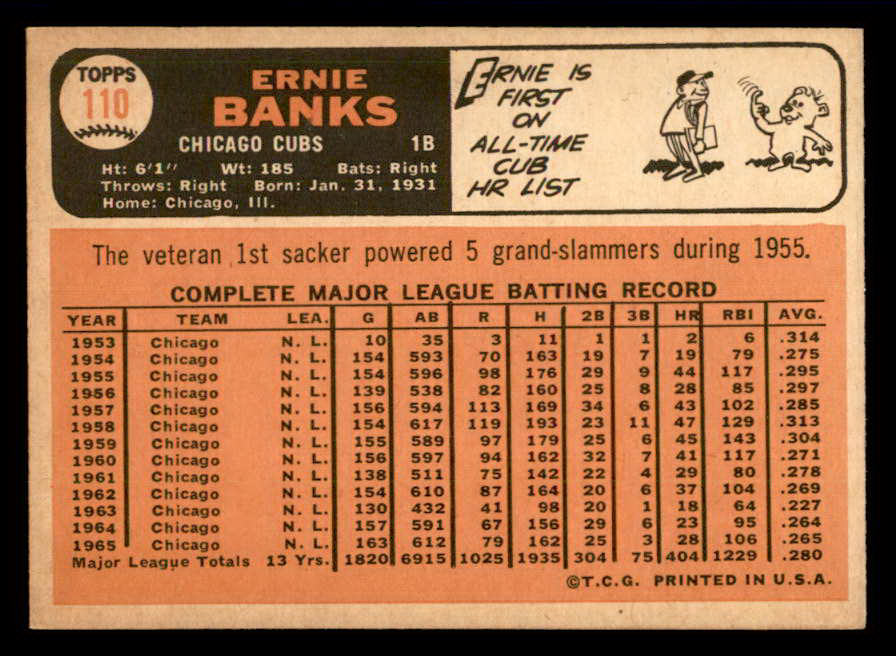 TOPPS
110
ERNIE
BANKS
CHICAGO CUBS 1B
Ht: 6'1" Wt: 185 Bats: Right
Throws: Right Born: Jan. 31, 1931
Home: Chicago, Ill.
ERNIE IS
FIRST
ON
ALL-TIME
CUB
HR LIST
The veteran 1st sacker powered 5 grand-slammers during 1955.
COMPLETE MAJOR LEAGUE BATTING RECORD
YEAR TEAM LEA. G AB R H 2B 3B HR RBI AVG.
1953 Chicago N. L. 10 35 3 11 1 1 2 6 .314
1954 Chicago N. L. 154 593 70 163 19 7 19 79 .275
1955 Chicago N. L. 154 596 98 176 29 9 44 117 .295
1956 Chicago N. L. 139 538 82 160 25 8 28 85 .297
1957 Chicago N. L. 156 594 113 169 34 6 43 102 .285
1958 Chicago N. L. 154 617 119 193 23 11 47 129 .313
1959 Chicago N. L. 155 589 97 179 25 6 45 143 .304
1960 Chicago N. L. 156 597 94 162 32 7 41 117 .271
1961 Chicago N. L. 138 511 75 142 22 4 29 80 .278
1962 Chicago N. L. 154 610 87 164 20 6 37 104 .269
1963 Chicago N. L. 130 432 41 98 20 1 18 64 .227
1964 Chicago N. L. 157 591 67 156 29 6 23 95 .264
1965 Chicago N. L. 163 612 79 162 25 3 28 106 .265
Major League Totals 13 Yrs. 1820 6915 1025 1935 304 75 404 1229 .280
©T.C.G. PRINTED IN U.S.A.